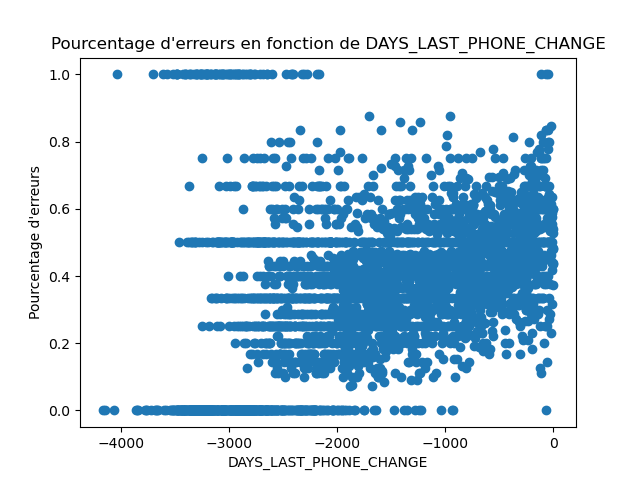 Pourcentage d'erreurs en fonction de DAYS_LAST_PHONE_CHANGE
1.0
0.8
0.6
0.4
0.2
0.0
Pourcentage d'erreurs
−4000 −3000 −2000 −1000 0
DAYS_LAST_PHONE_CHANGE